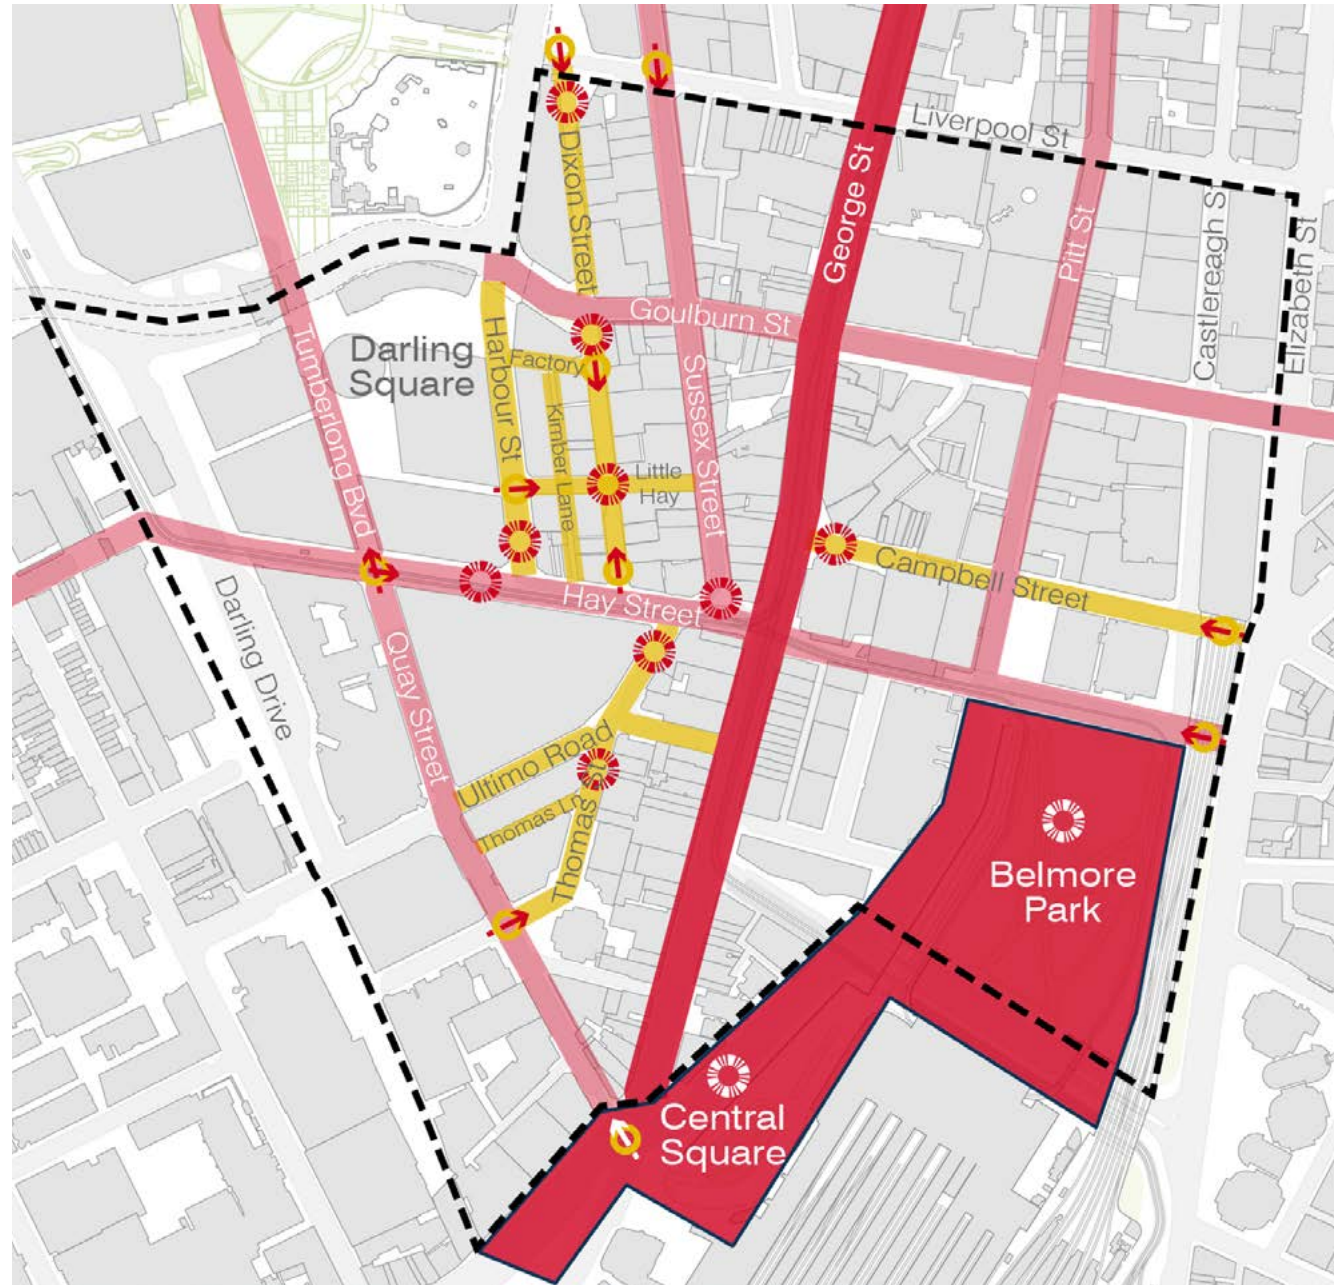 Liverpool St
Dixon Street
George St
Pitt St
Castlereagh S
Elizabeth St
Goulburn St
Darling
Square
Harbour St
Factory
Tumberlong Bvd
Sussex Street
Kimber Lane
Little
Hay
Campbell Street
Hay Street
Darling Drive
Quay Street
Ultimo Road
Thomas Ln
Thomas St
Belmore
Park
Central
Square